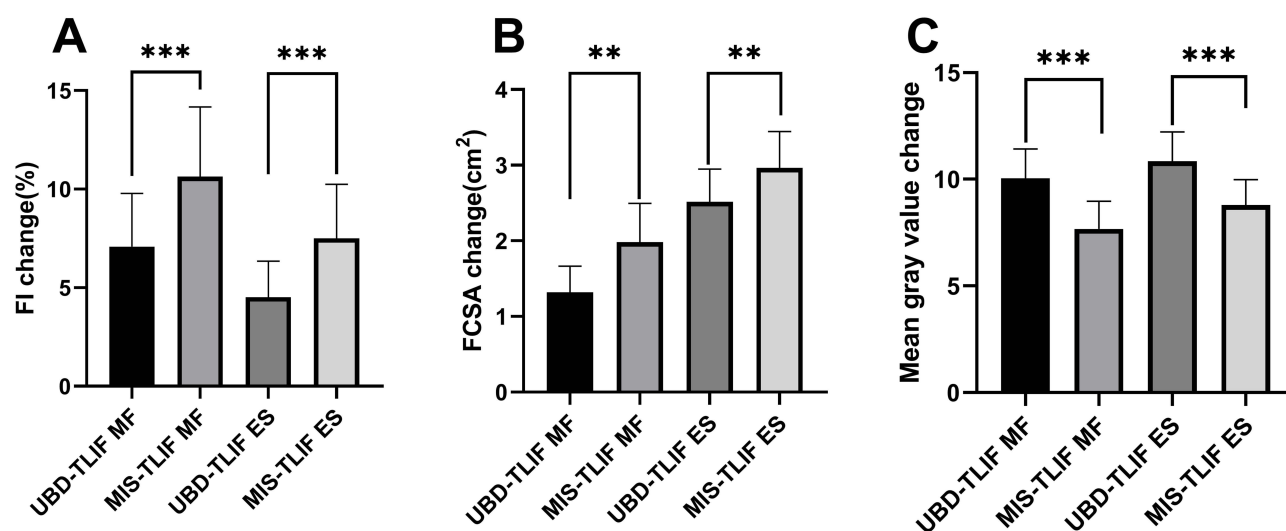 A
***
***
FI change(%)
15
10
5
0
UBD-TLIF MF
MIS-TLIF MF
UBD-TLIF ES
MIS-TLIF ES
B
**
**
FCSA change(cm²)
4
3
2
1
0
UBD-TLIF MF
MIS-TLIF MF
UBD-TLIF ES
MIS-TLIF ES
C
***
***
Mean gray value change
15
10
5
0
UBD-TLIF MF
MIS-TLIF MF
UBD-TLIF ES
MIS-TLIF ES